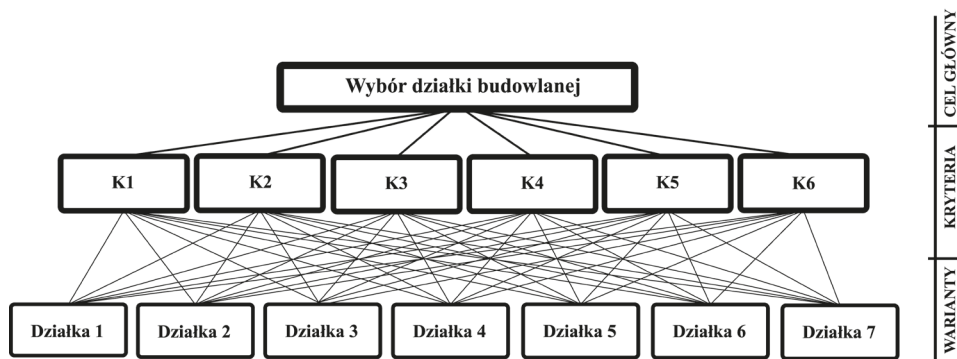 Wybór działki budowlanej
CEL GŁÓWNY
K1
K2
K3
K4
K5
K6
KRYTERIA
Działka 1
Działka 2
Działka 3
Działka 4
Działka 5
Działka 6
Działka 7
WARIANTY